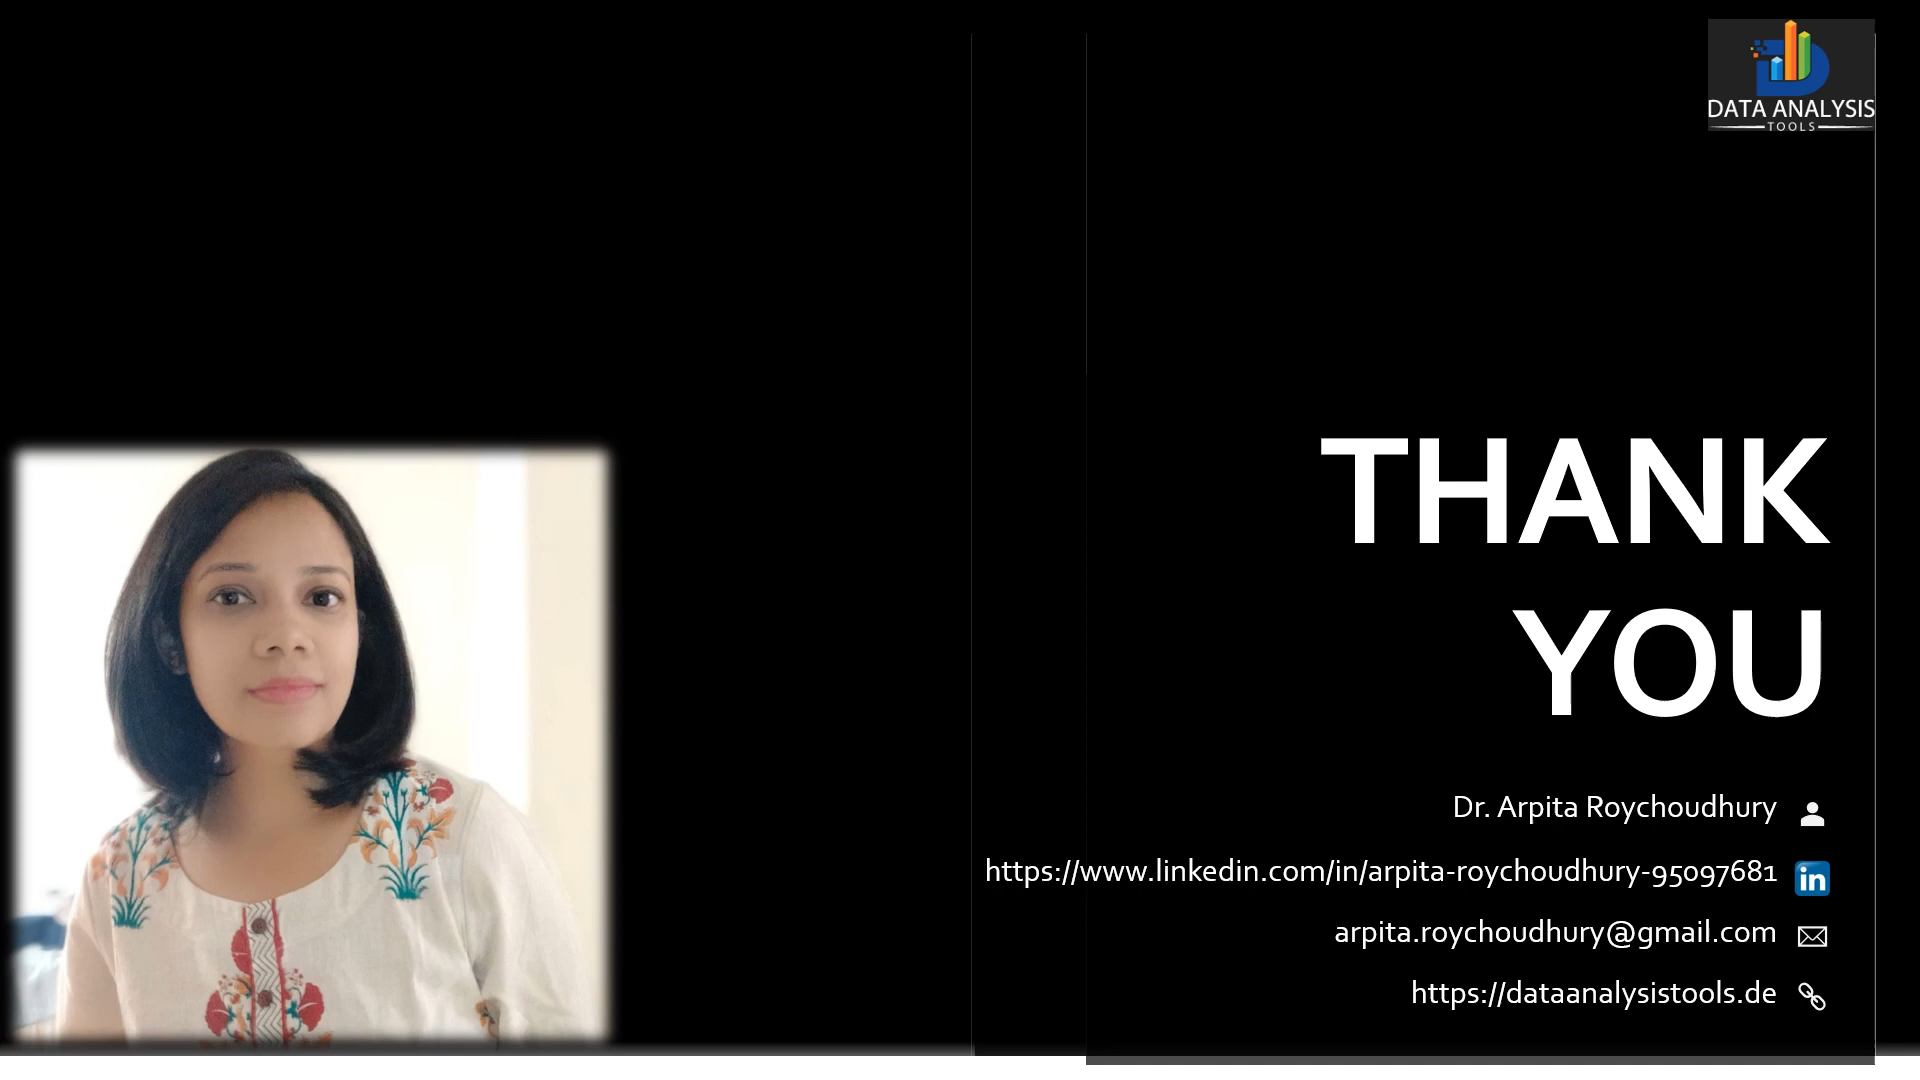 DATA ANALYSIS
TOOLS
THANK
YOU
Dr. Arpita Roychoudhury
https://www.linkedin.com/in/arpita-roychoudhury-95097681
in
arpita.roychoudhury@gmail.com
https://dataanalysistools.de